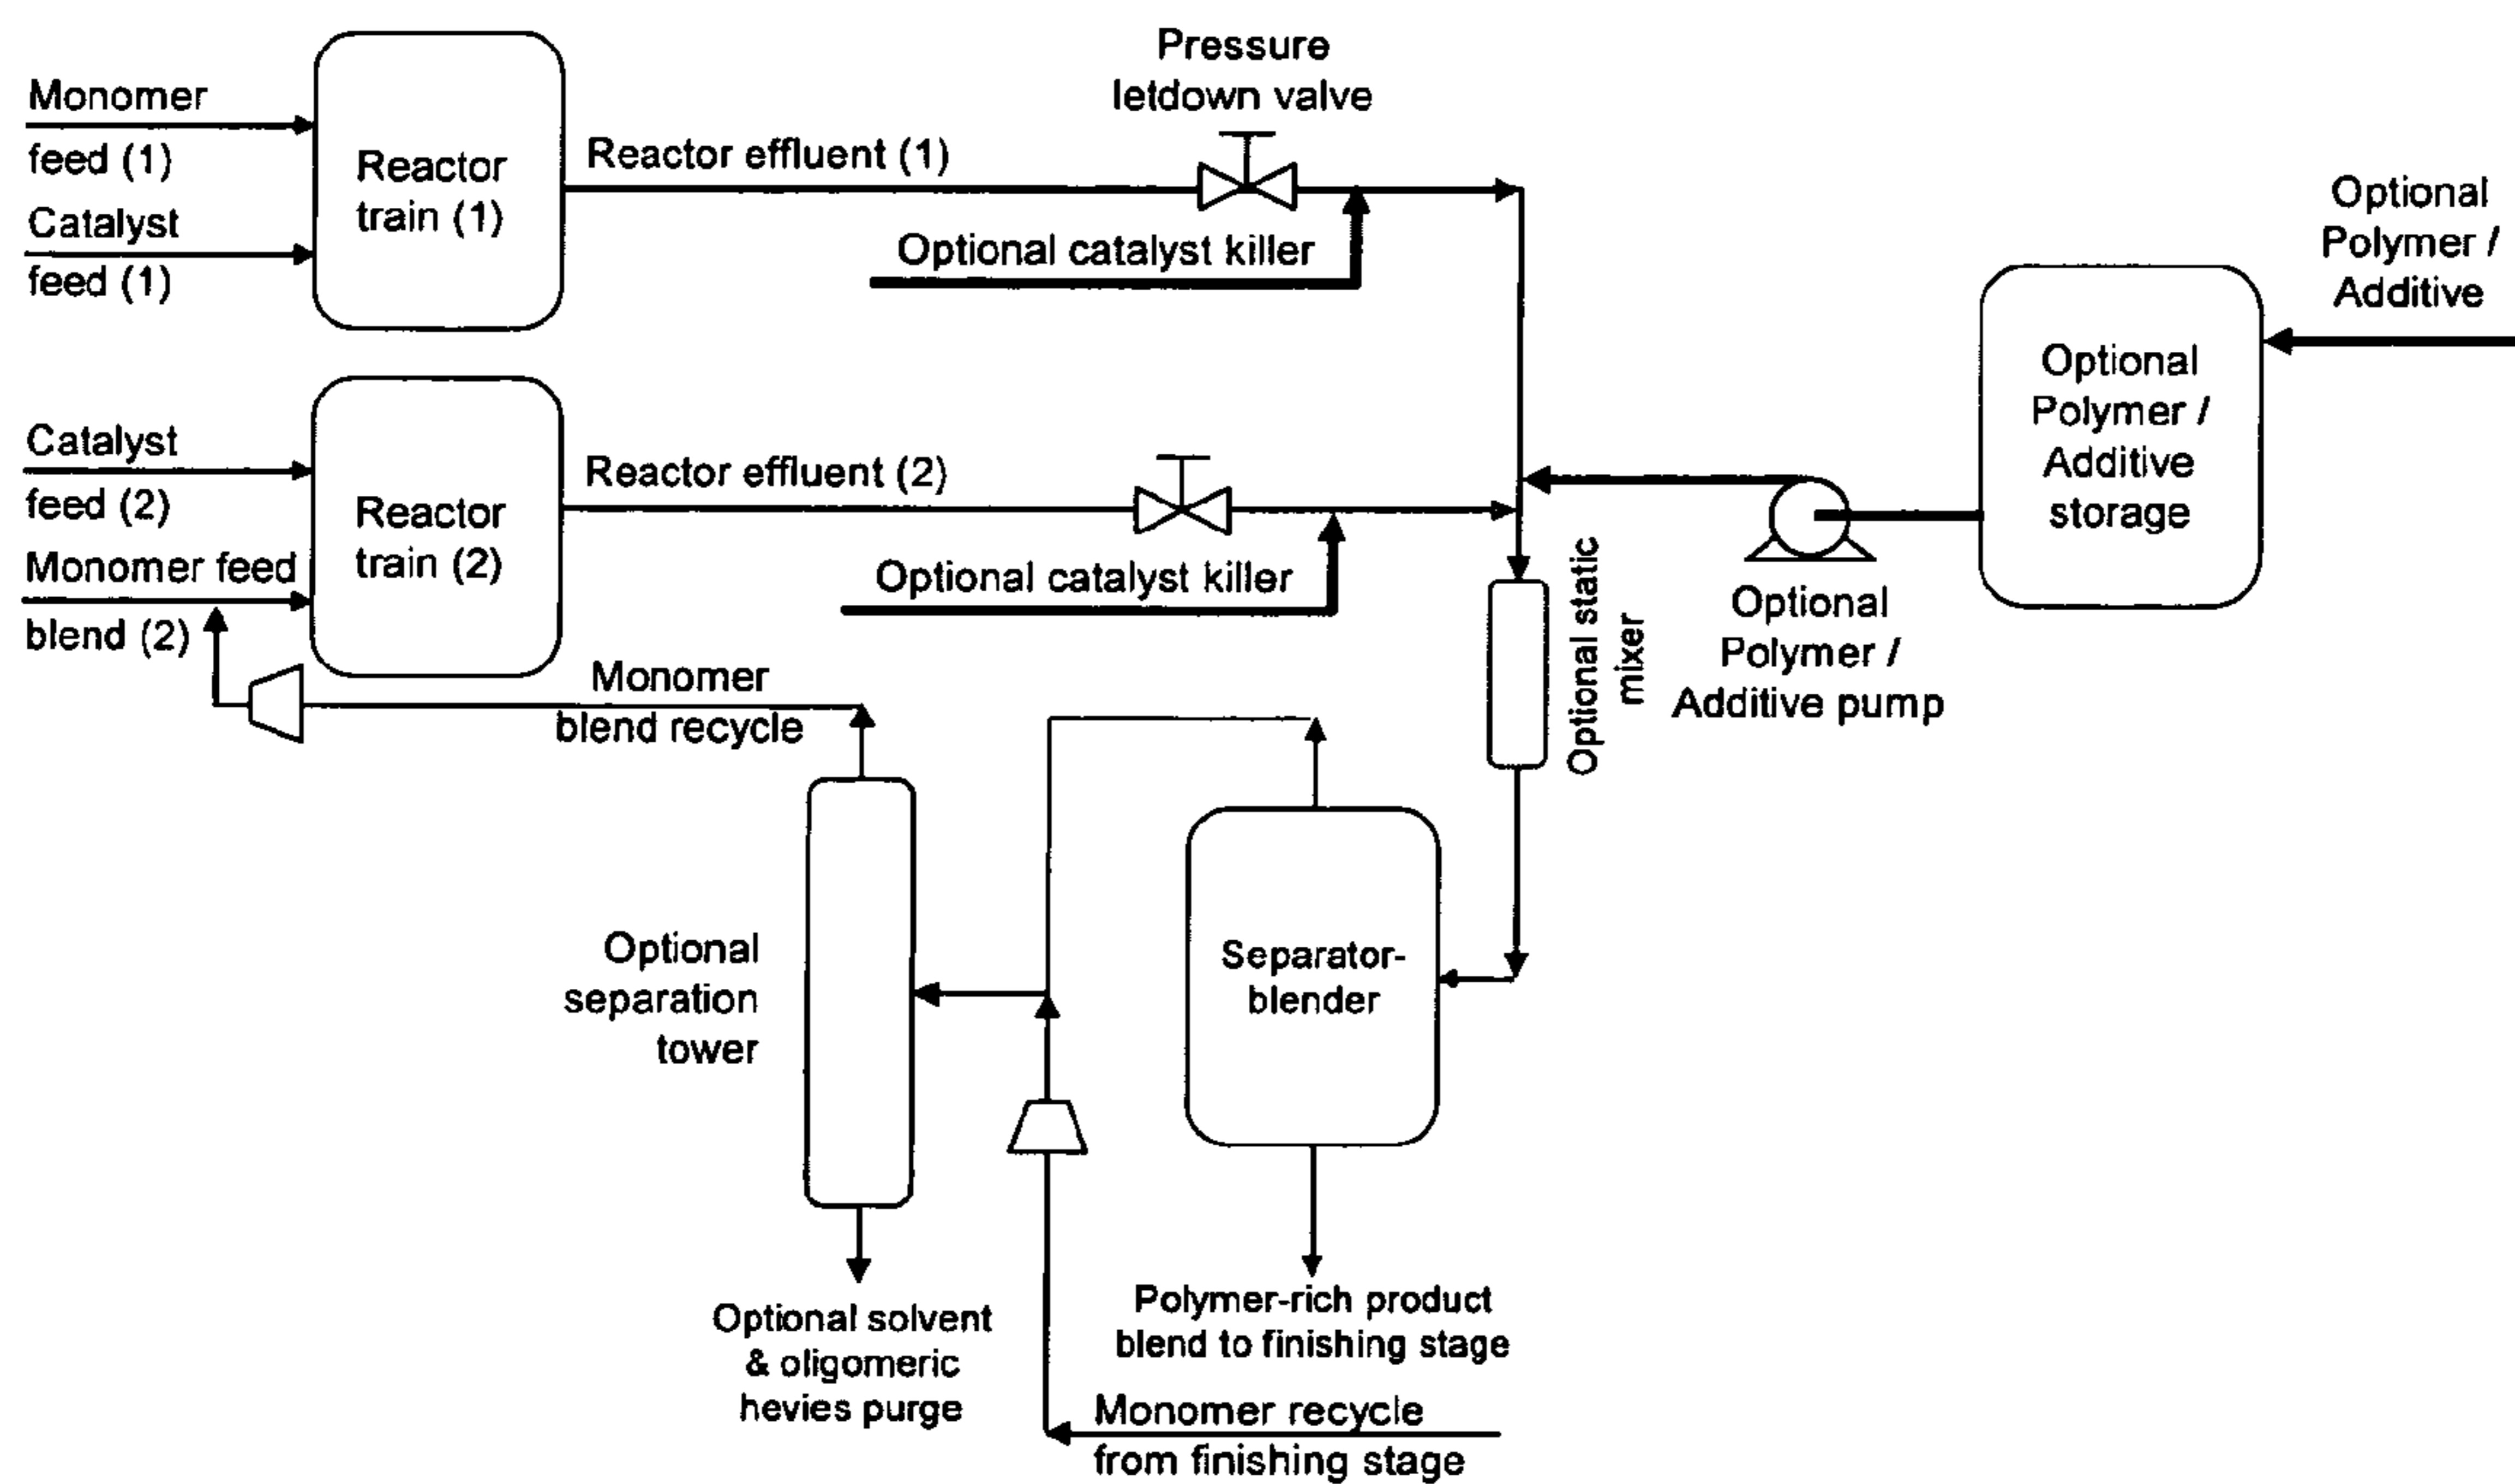 Monomer
feed (1)
Catalyst
feed (1)
Reactor
train (1)
Reactor effluent (1)
Pressure
letdown valve
Optional catalyst killer
Catalyst
feed (2)
Monomer feed
blend (2)
Reactor
train (2)
Reactor effluent (2)
Optional catalyst killer
Optional
Polymer /
Additive
Optional
Polymer /
Additive
storage
Optional
Polymer /
Additive pump
Optional static
mixer
Monomer
blend recycle
Optional
separation
tower
Separator-
blender
Optional solvent
& oligomeric
hevies purge
Polymer-rich product
blend to finishing stage
Monomer recycle
from finishing stage